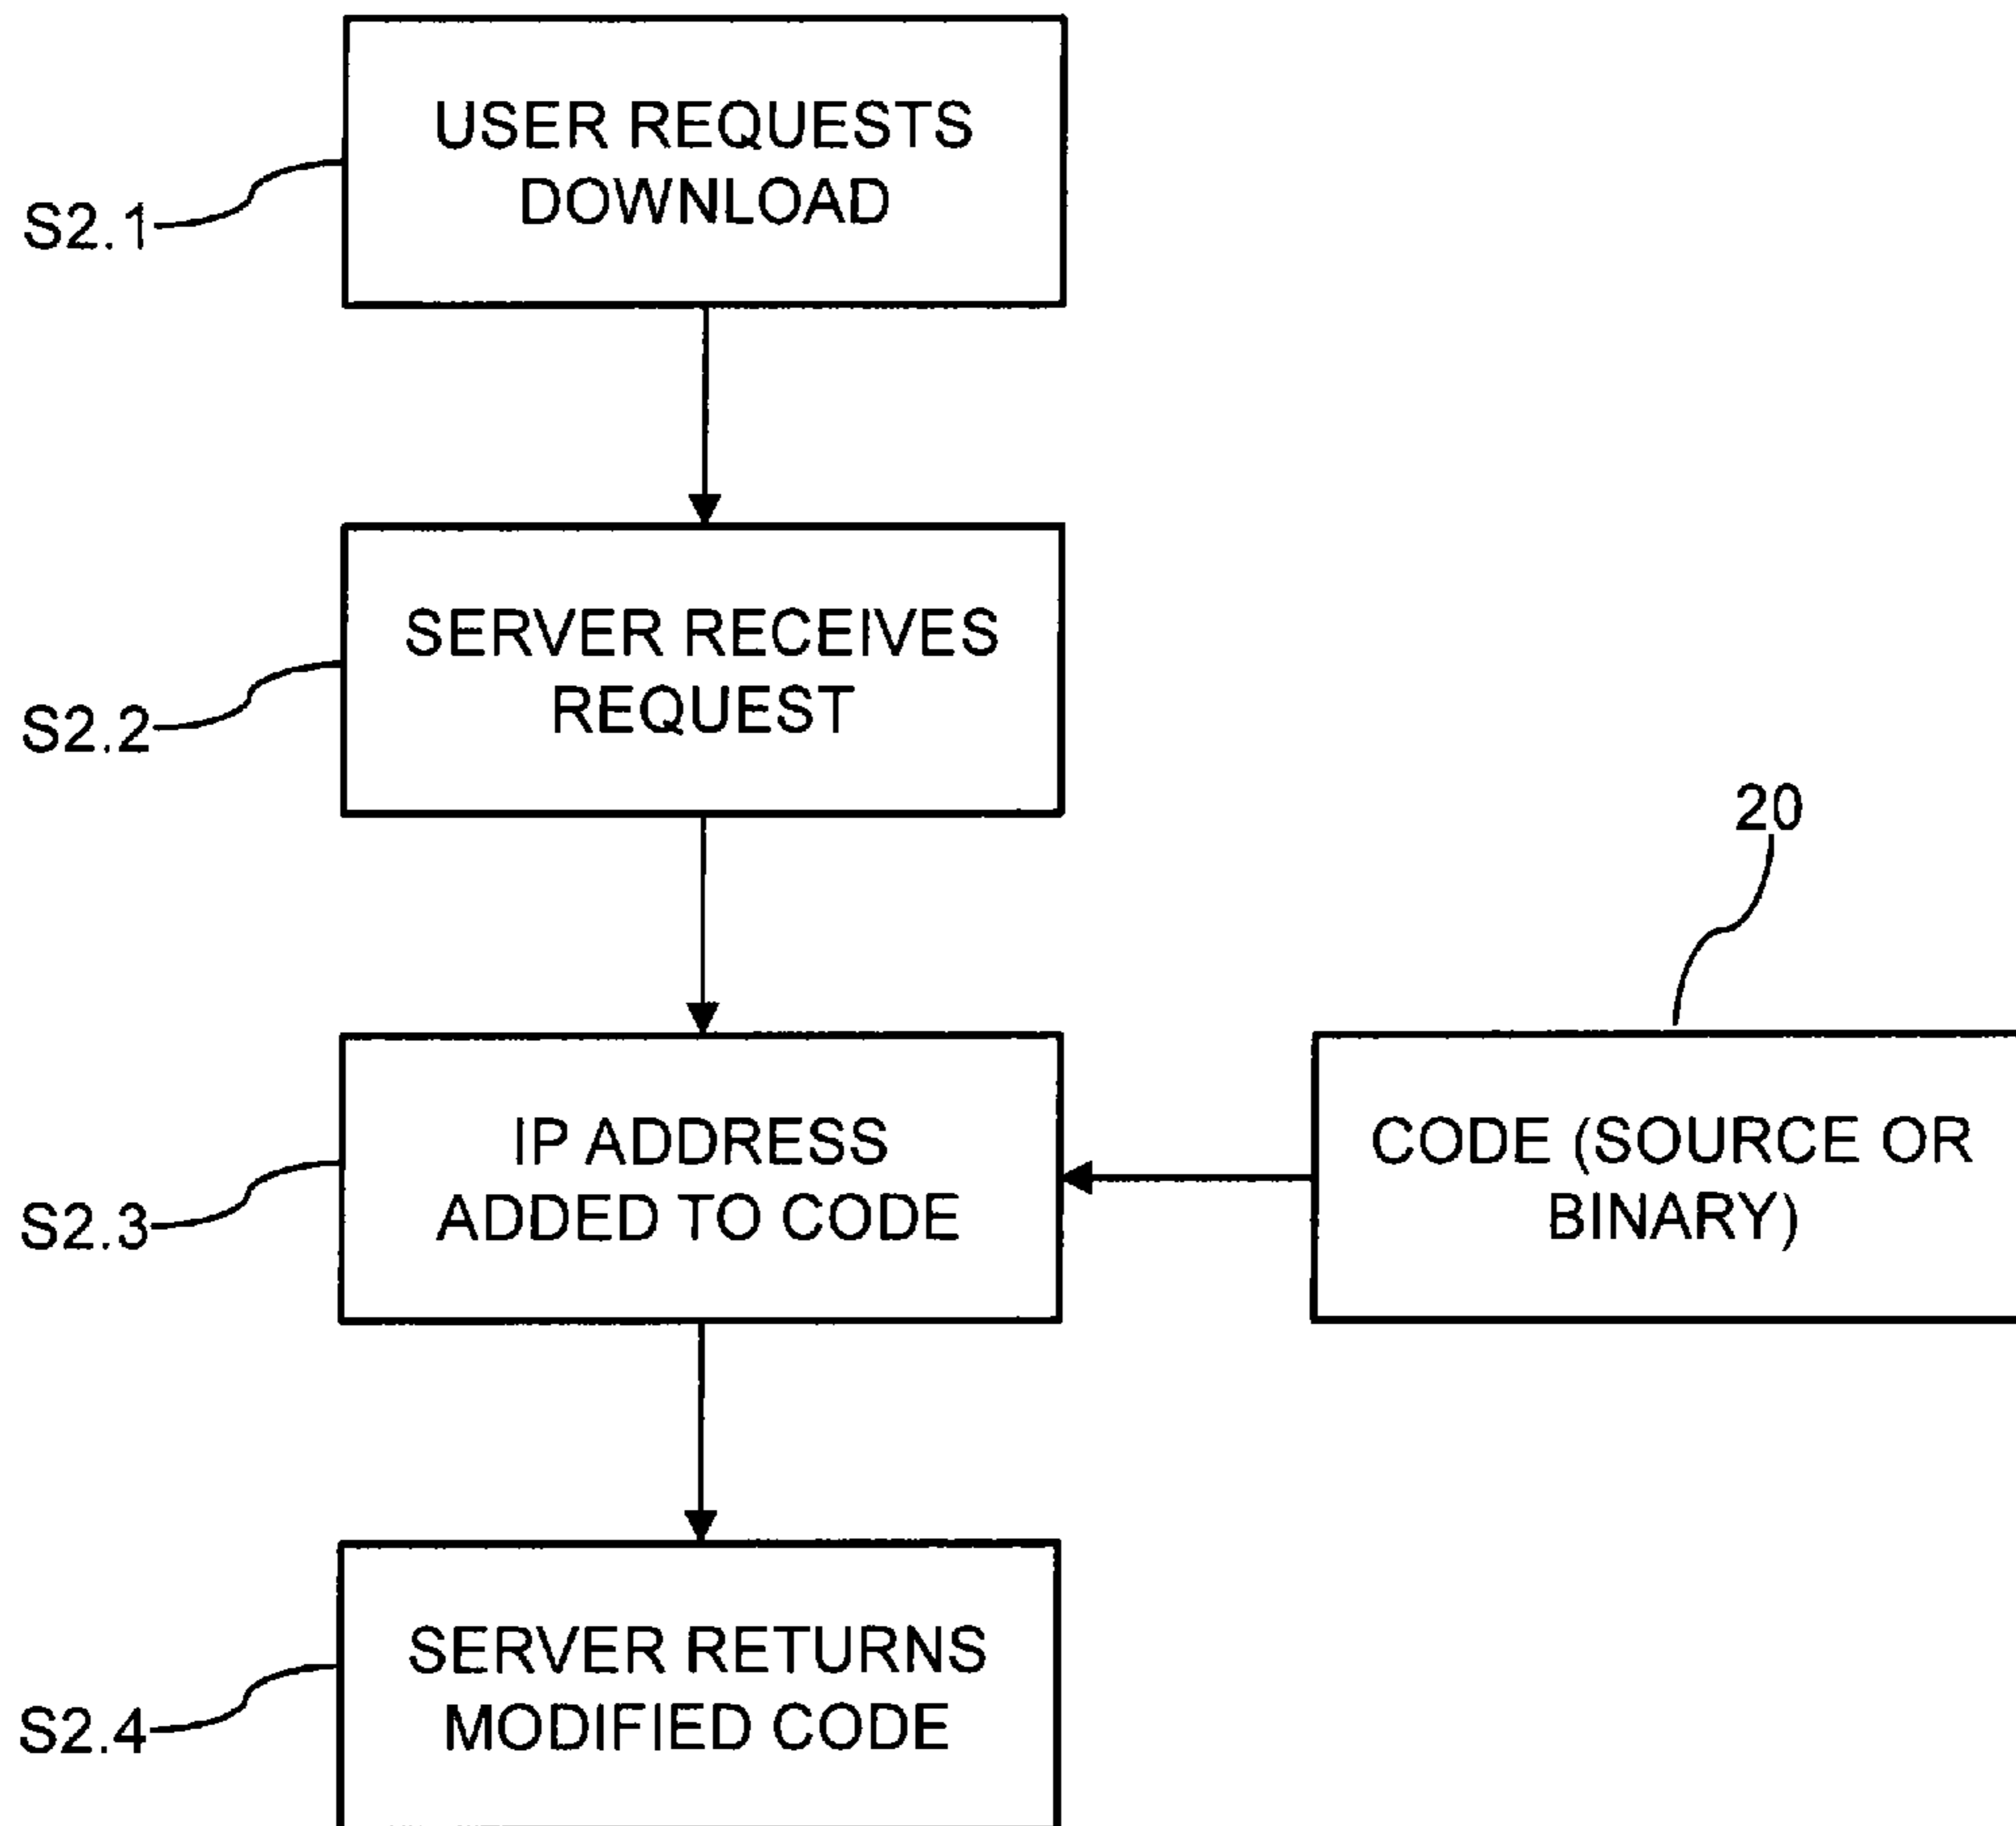 USER REQUESTS
DOWNLOAD
S2.1
SERVER RECEIVES
REQUEST
S2.2
20
IP ADDRESS
ADDED TO CODE
CODE (SOURCE OR
BINARY)
S2.3
SERVER RETURNS
MODIFIED CODE
S2.4